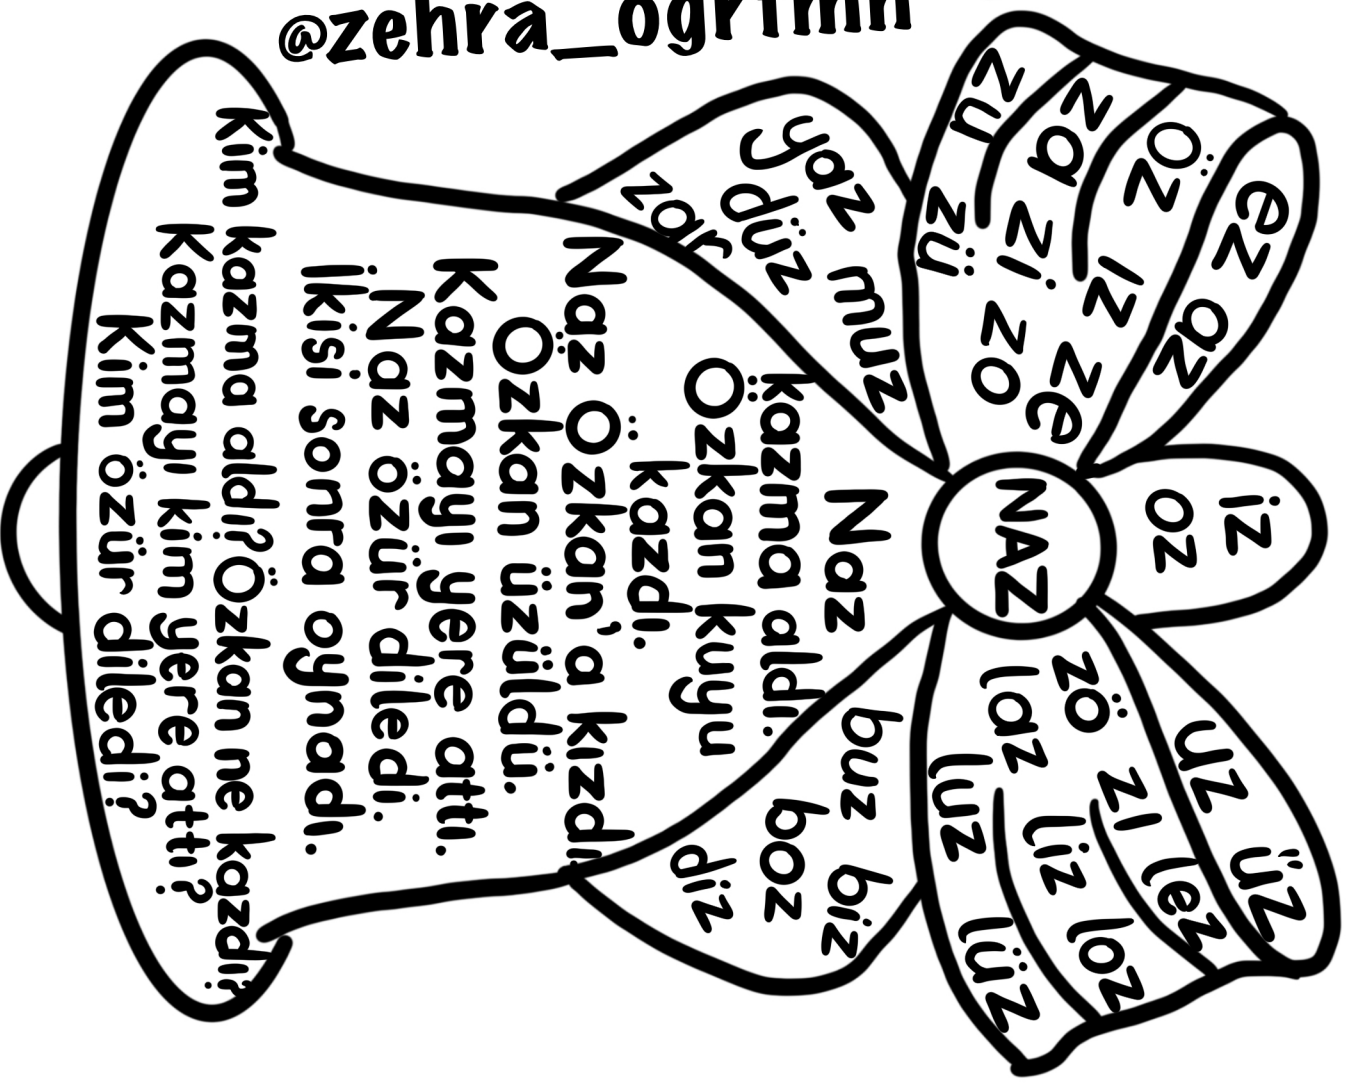 @zehra_ogrtmn
ez az
öz ız ze
za zi zo
zu zü
iz
oz
NAZ
uz üz
zö zı lez
laz liz loz
luz lüz
yaz muz
düz
zar
buz biz
boz
diz
Naz
kazma aldı.
Özkan kuyu
kazdı.
Naz Özkan'a kızdı.
Özkan üzüldü.
Kazmayı yere attı.
Naz özür diledi.
İkisi sonra oynadı.
Kim kazma aldı?Özkan ne kazdı?
Kazmayı kim yere attı?
Kim özür diledi?